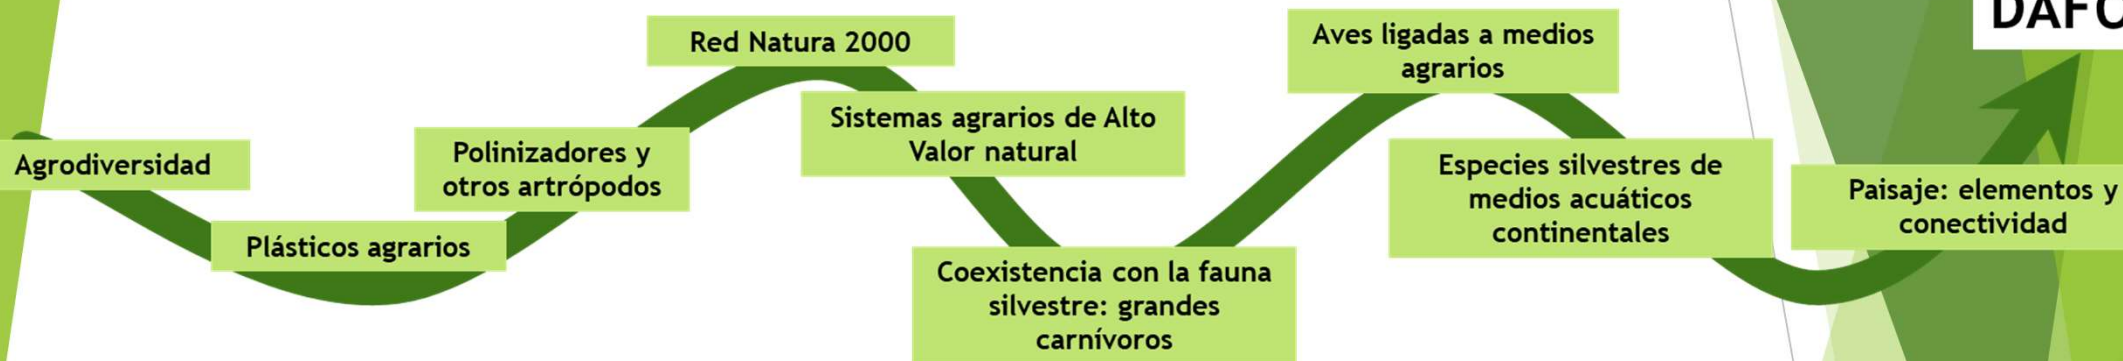 Agrodiversidad
Plásticos agrarios
Polinizadores y
otros artrópodos
Red Natura 2000
Sistemas agrarios de Alto
Valor natural
Coexistencia con la fauna
silvestre: grandes
carnívoros
Aves ligadas a medios
agrarios
Especies silvestres de
medios acuáticos
continentales
Paisaje: elementos y
conectividad
DAFO